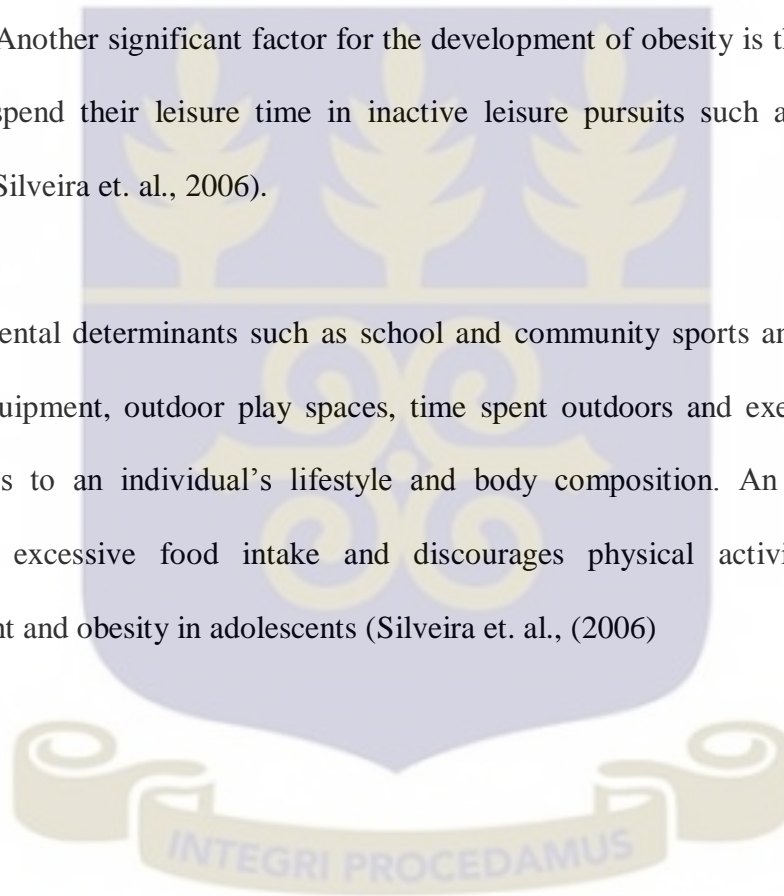 Another significant factor for the development of obesity is
spend their leisure time in inactive leisure pursuits such
Silveira et. al., 2006).
ental determinants such as school and community sports
uipment, outdoor play spaces, time spent outdoors and
s to an individual’s lifestyle and body composition. An
excessive food intake and discourages physical
nt and obesity in adolescents (Silveira et. al., (2006)
INTEGRI PROCEDAMUS